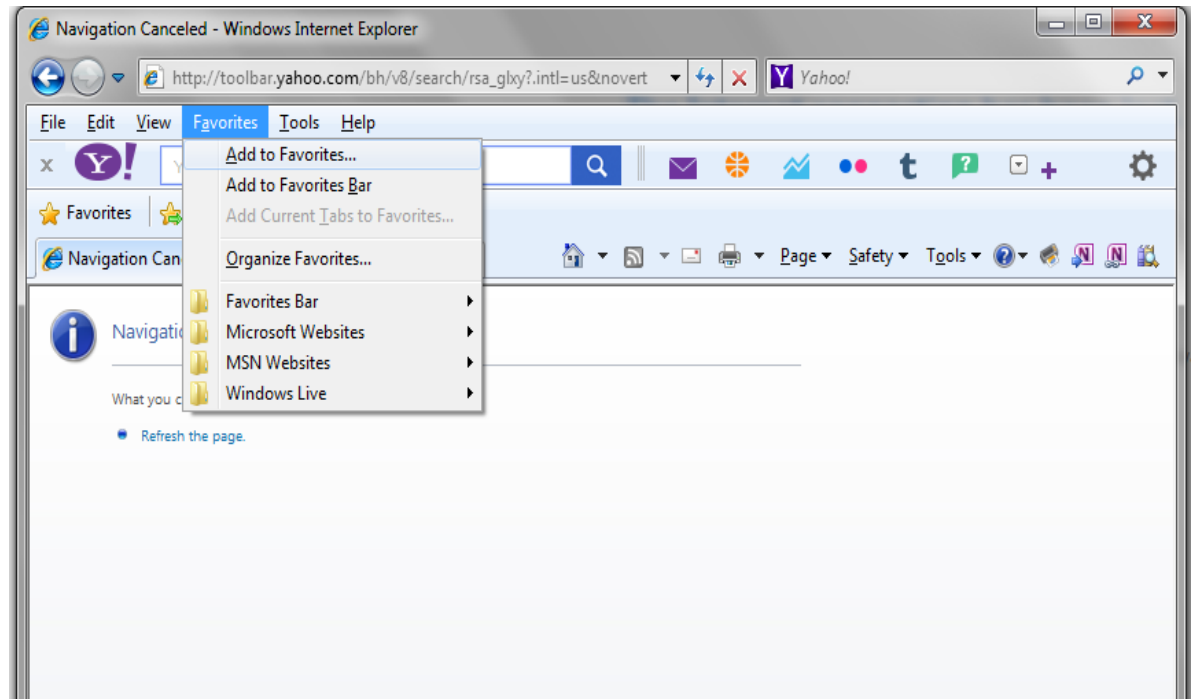 Navigation Canceled - Windows Internet Explorer
http://toolbar.yahoo.com/bh/v8/search/rsa_glxy?.intl=us&novert
Yahoo!
File Edit View Favorites Tools Help
Y!
Add to Favorites...
Add to Favorites Bar
Add Current Tabs to Favorites...
Organize Favorites...
Favorites Bar
Microsoft Websites
MSN Websites
Windows Live
t
Favorites
Navigation Can
Page Safety Tools
Navigatio
What you c
Refresh the page.